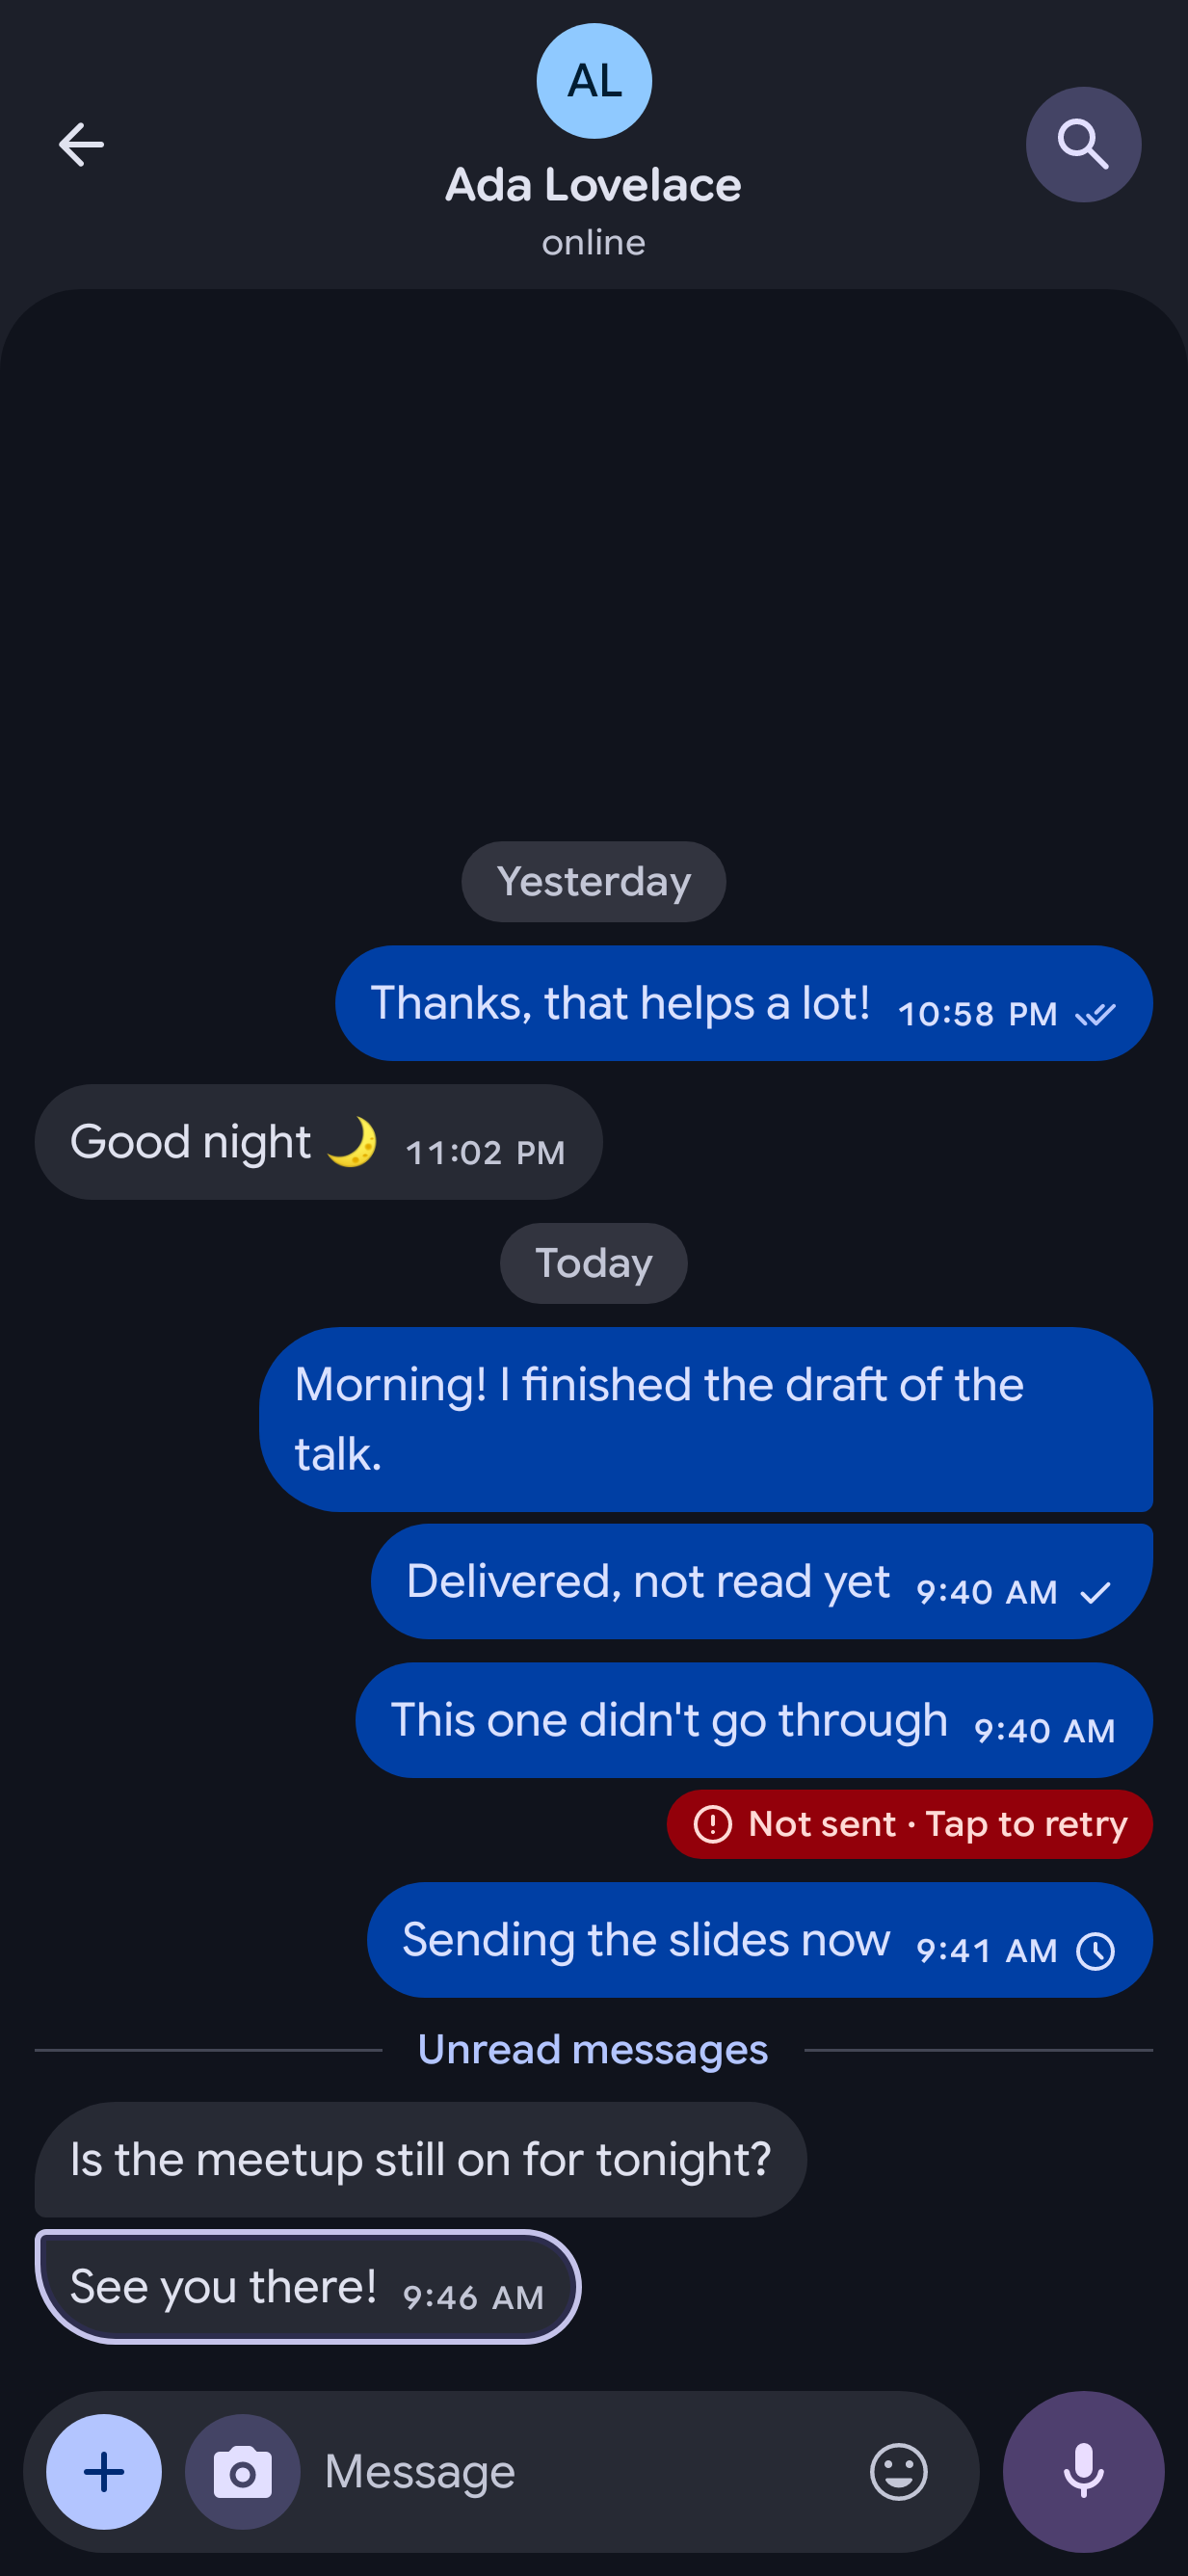 AL
Ada Lovelace
online
Yesterday
Thanks, that helps a lot! 10:58 PM
Good night 🌙 11:02 PM
Today
Morning! I finished the draft of the
talk.
Delivered, not read yet 9:40 AM
This one didn't go through 9:40 AM
Not sent · Tap to retry
Sending the slides now 9:41 AM
Unread messages
Is the meetup still on for tonight?
See you there! 9:46 AM
Message